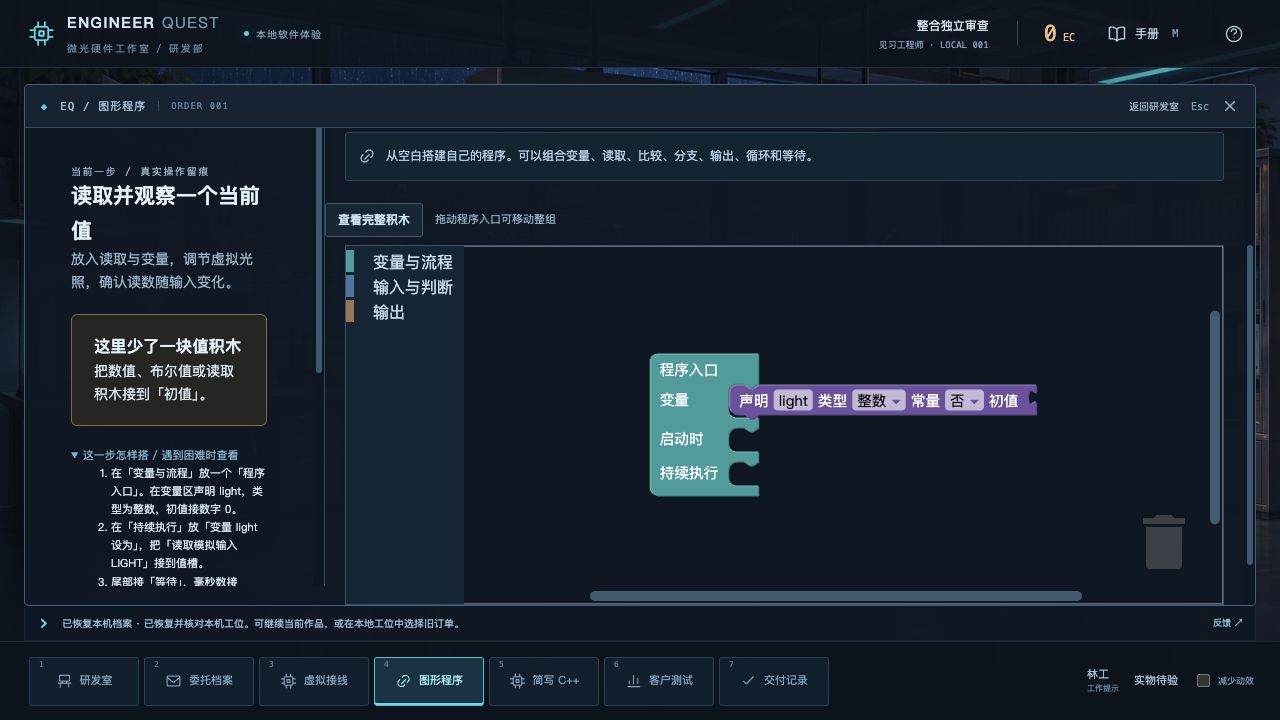 ENGINEER QUEST
微光硬件工作室 / 研发部
本地软件体验
整合独立审查
见习工程师 · LOCAL 001
0 EC
手册 M
EQ / 图形程序
ORDER 001
返回研发室 Esc
当前一步 / 真实操作留痕
读取并观察一个当前
值
放入读取与变量，调节虚拟光
照，确认读数随输入变化。
这里少了一块值积木
把数值、布尔值或读取
积木接到「初值」。
▼ 这一步怎样搭 / 遇到困难时查看
1. 在「变量与流程」放一个「程序
入口」。在变量区声明 light，类
型为整数，初值接数字 0。
2. 在「持续执行」放「变量 light
设为」，把「读取模拟输入
LIGHT」接到值槽。
3. 尾部接「等待」，毫秒数接
从空白搭建自己的程序。可以组合变量、读取、比较、分支、输出、循环和等待。
查看完整积木
拖动程序入口可移动整组
变量与流程
输入与判断
输出
程序入口
变量
声明 light 类型 整数 常量 否 初值
启动时
持续执行
已恢复本机档案 · 已恢复并核对本机工位。可继续当前作品，或在本地工位中选择旧订单。
反馈 ↗
1 研发室
2 委托档案
3 虚拟接线
4 图形程序
5 简写 C++
6 客户测试
7 交付记录
林工
工作提示
实物待验
减少动效